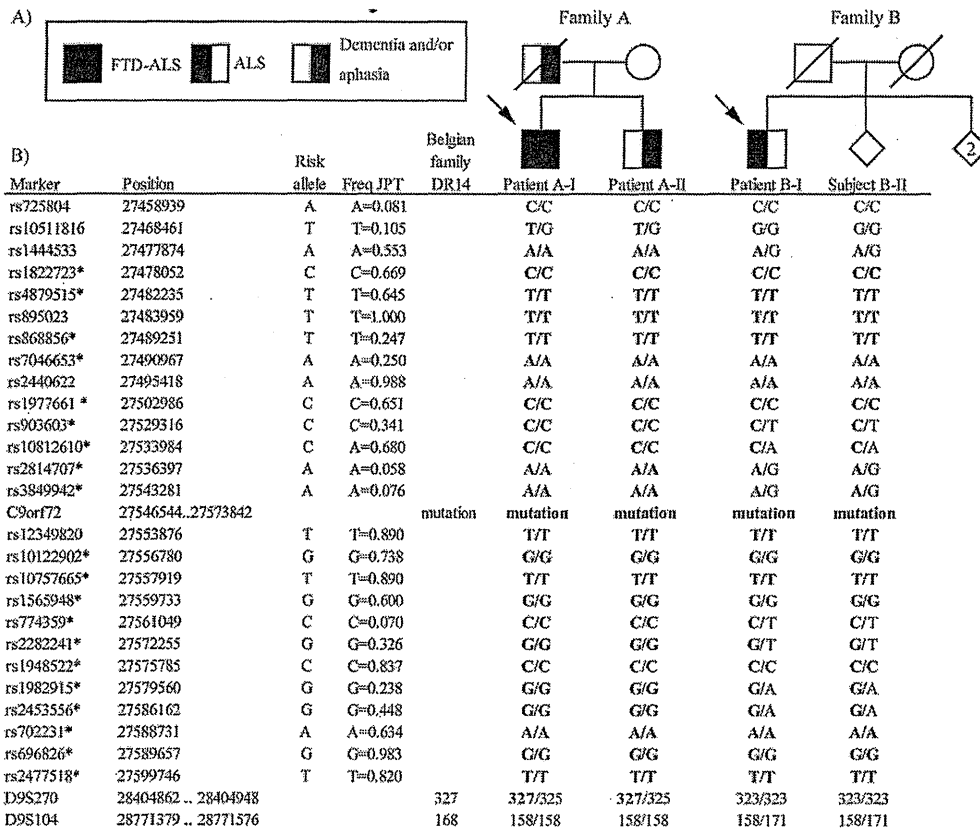 A)
Family A
Family B
FTD-ALS
ALS
Dementia and/or
aphasia
2
B)
Belgian
Risk family
Marker Position allele Freq JPT DR14 Patient A-I Patient A-II Patient B-I Subject B-II
rs725804 27458939 A A=0.081 C/C C/C C/C C/C
rs10511816 27468461 T T=0.105 T/G T/G G/G G/G
rs1444533 27477874 A A=0.553 A/A A/A A/G A/G
rs1822723* 27478052 C C=0.669 C/C C/C C/C C/C
rs4879515* 27482235 T T=0.645 T/T T/T T/T T/T
rs895023 27483959 T T=1.000 T/T T/T T/T T/T
rs868856* 27489251 T T=0.247 T/T T/T T/T T/T
rs7046653* 27490967 A A=0.250 A/A A/A A/A A/A
rs2440622 27495418 A A=0.988 A/A A/A A/A A/A
rs1977661 * 27502986 C C=0.651 C/C C/C C/C C/C
rs903603* 27529316 C C=0.341 C/C C/C C/T C/T
rs10812610* 27533984 C A=0.680 C/C C/C C/A C/A
rs2814707* 27536397 A A=0.058 A/A A/A A/G A/G
rs3849942* 27543281 A A=0.076 A/A A/A A/G A/G
C9orf72 27546544..27573842 mutation mutation mutation mutation mutation
rs12349820 27553876 T T=0.890 T/T T/T T/T T/T
rs10122902* 27556780 G G=0.738 G/G G/G G/G G/G
rs10757665* 27557919 T T=0.890 T/T T/T T/T T/T
rs1565948* 27559733 G G=0.600 G/G G/G G/G G/G
rs774359* 27561049 C C=0.070 C/C C/C C/T C/T
rs2282241* 27572255 G G=0.326 G/G G/G G/T G/T
rs1948522* 27575785 C C=0.837 C/C C/C C/C C/C
rs1982915* 27579560 G G=0.238 G/G G/G G/A G/A
rs2453556* 27586162 G G=0.448 G/G G/G G/A G/A
rs702231* 27588731 A A=0.634 A/A A/A A/A A/A
rs696826* 27589657 G G=0.983 G/G G/G G/G G/G
rs2477518* 27599746 T T=0.820 T/T T/T T/T T/T
D9S270 28404862 .. 28404948 327 327/325 327/325 323/323 323/323
D9S104 28771379 .. 28771576 168 158/158 158/158 158/171 158/171